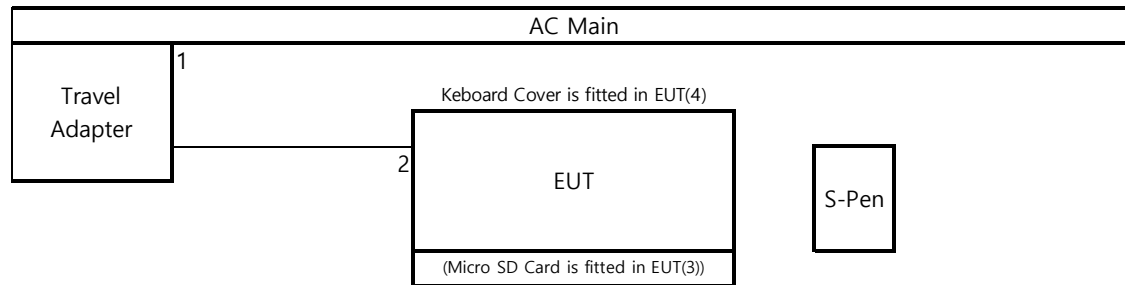 AC Main
1
Travel
Adapter
Keboard Cover is fitted in EUT(4)
2
EUT
S-Pen
(Micro SD Card is fitted in EUT(3))